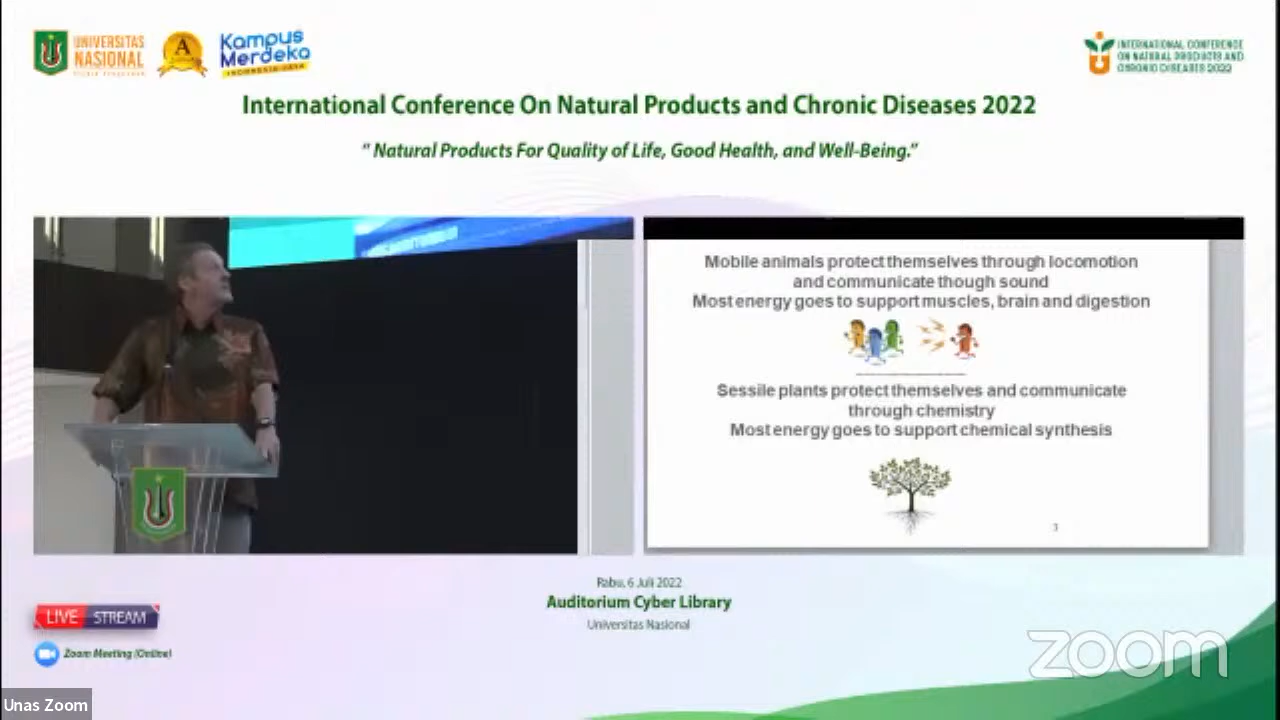 UNIVERSITAS
NASIONAL
A
Kampus
Merdeka
INDONESIA JAYA
INTERNATIONAL CONFERENCE
ON NATURAL PRODUCTS AND
CHRONIC DISEASES 2022
International Conference On Natural Products and Chronic Diseases 2022
“ Natural Products For Quality of Life, Good Health, and Well-Being.”
Mobile animals protect themselves through locomotion
and communicate though sound
Most energy goes to support muscles, brain and digestion
Sessile plants protect themselves and communicate
through chemistry
Most energy goes to support chemical synthesis
3
Rabu, 6 Juli 2022
Auditorium Cyber Library
Universitas Nasional
LIVE STREAM
Zoom Meeting (Online)
zoom
Unas Zoom